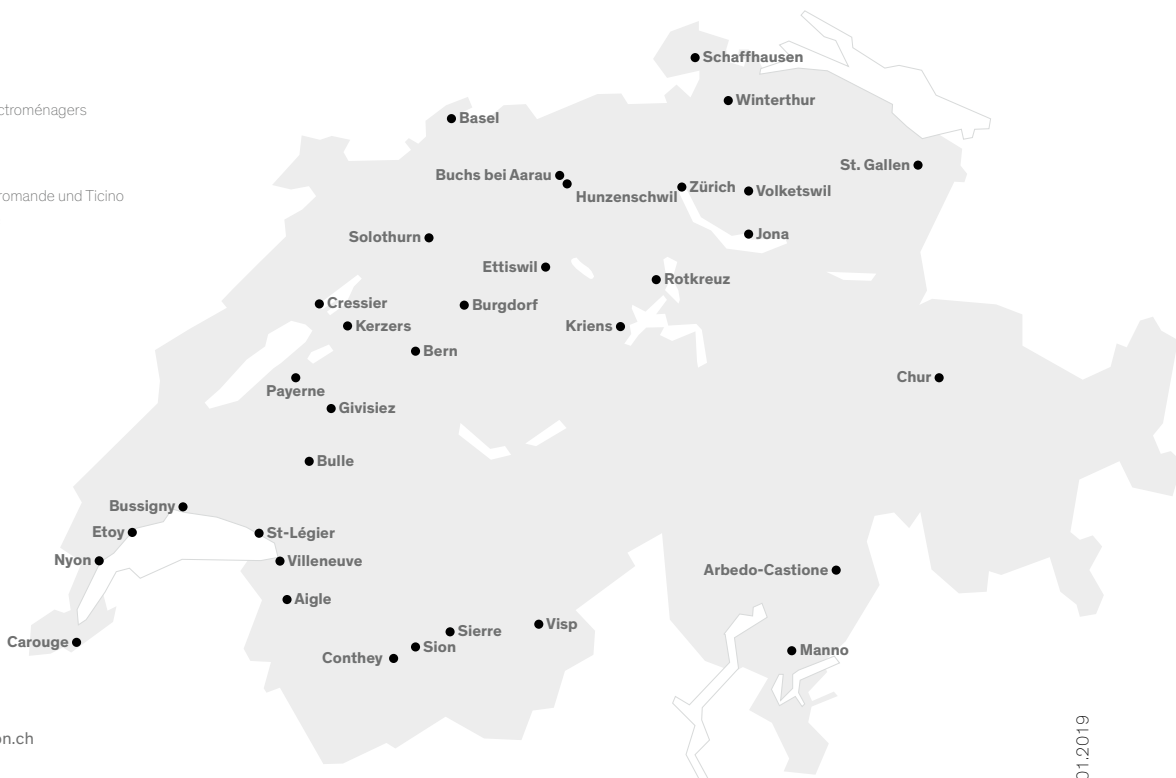 Schaffhausen
Winterthur
ctroménagers
Basel
St. Gallen
Buchs bei Aarau
Hunzenschwil
Zürich
Volketswil
romande und Ticino
Jona
Solothurn
Ettiswil
Rotkreuz
Cressier
Burgdorf
Kerzers
Kriens
Bern
Chur
Payerne
Givisiez
Bulle
Bussigny
Etoy
St-Légier
Nyon
Villeneuve
Arbedo-Castione
Aigle
Visp
Sierre
Carouge
Sion
Manno
Conthey
on.ch
01.2019